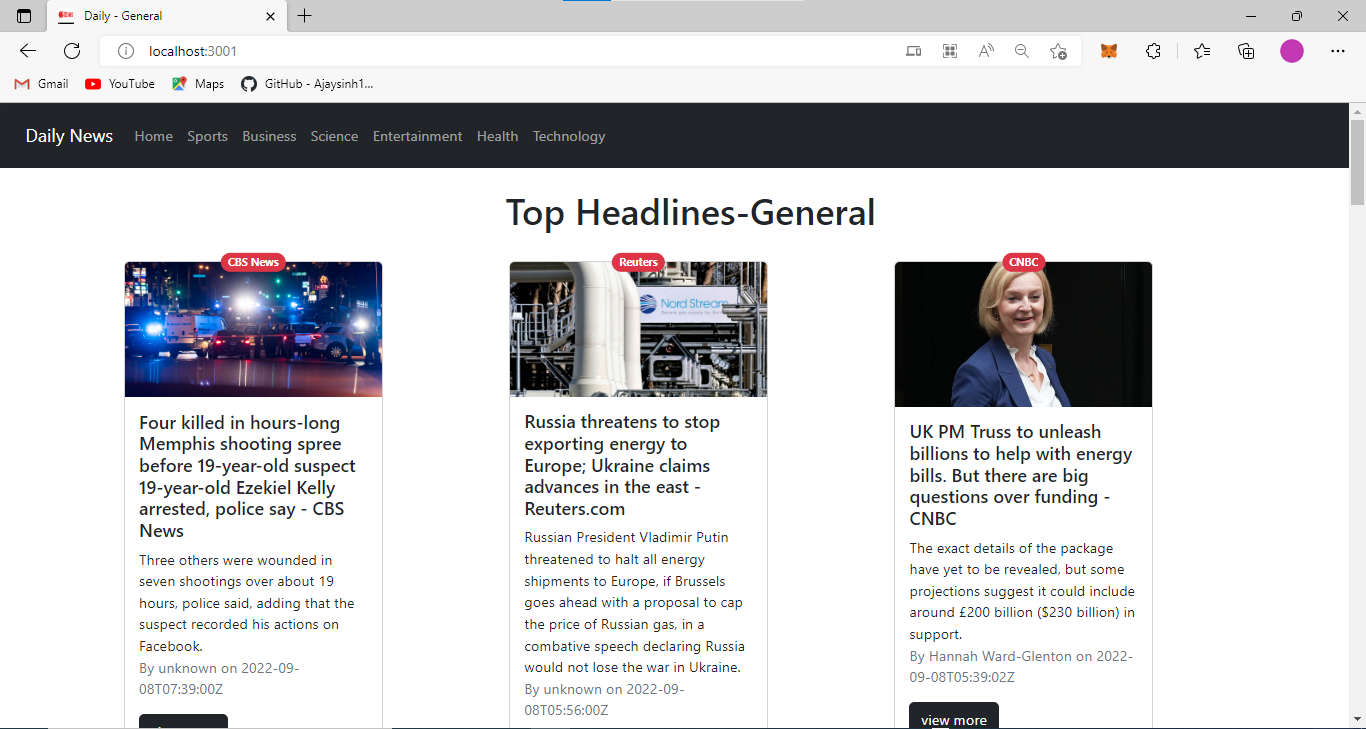 Daily - General
localhost:3001
Gmail YouTube Maps GitHub - Ajaysinh1...
Daily News Home Sports Business Science Entertainment Health Technology
Top Headlines-General
CBS News
Four killed in hours-long
Memphis shooting spree
before 19-year-old suspect
19-year-old Ezekiel Kelly
arrested, police say - CBS
News
Three others were wounded in
seven shootings over about 19
hours, police said, adding that the
suspect recorded his actions on
Facebook.
By unknown on 2022-09-
08T07:39:00Z
Reuters
Nord Stream
Russia threatens to stop
exporting energy to
Europe; Ukraine claims
advances in the east -
Reuters.com
Russian President Vladimir Putin
threatened to halt all energy
shipments to Europe, if Brussels
goes ahead with a proposal to cap
the price of Russian gas, in a
combative speech declaring Russia
would not lose the war in Ukraine.
By unknown on 2022-09-
08T05:56:00Z
CNBC
UK PM Truss to unleash
billions to help with energy
bills. But there are big
questions over funding -
CNBC
The exact details of the package
have yet to be revealed, but some
projections suggest it could include
around £200 billion ($230 billion) in
support.
By Hannah Ward-Glenton on 2022-
09-08T05:39:02Z
view more